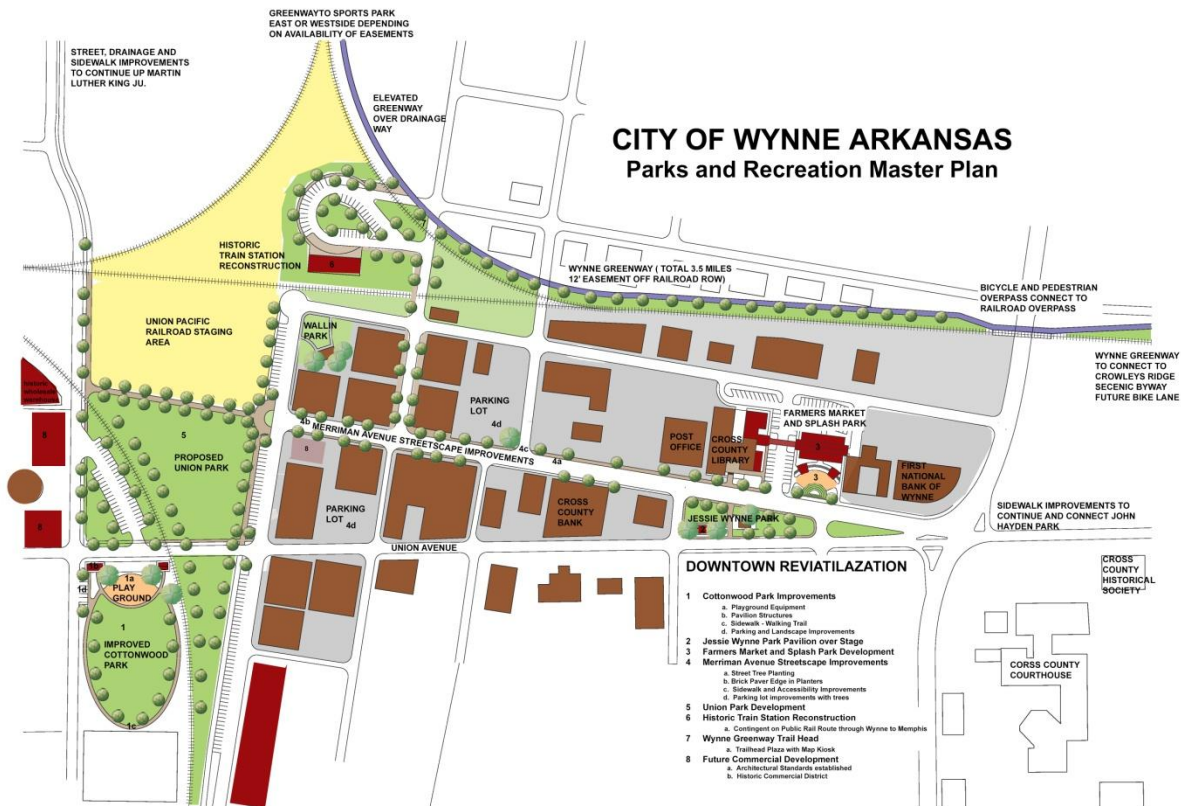 GREENWAYTO SPORTS PARK
EAST OR WESTSIDE DEPENDING
ON AVAILABILITY OF EASEMENTS
STREET, DRAINAGE AND
SIDEWALK IMPROVEMENTS
TO CONTINUE UP MARTIN
LUTHER KING JU.
ELEVATED
GREENWAY
OVER DRAINAGE
WAY
CITY OF WYNNE ARKANSAS
Parks and Recreation Master Plan
7
HISTORIC
TRAIN STATION
RECONSTRUCTION
6
WYNNE GREENWAY ( TOTAL 3.5 MILES
12' EASEMENT OFF RAILROAD ROW)
BICYCLE AND PEDESTRIAN
OVERPASS CONNECT TO
RAILROAD OVERPASS
UNION PACIFIC
RAILROAD STAGING
AREA
WALLIN
PARK
WYNNE GREENWAY
TO CONNECT TO
CROWLEYS RIDGE
SECENIC BYWAY
FUTURE BIKE LANE
historic
wholesale
warehouse
PARKING
LOT
4d
FARMERS MARKET
AND SPLASH PARK
8
5
PROPOSED
UNION PARK
4b MERRIMAN AVENUE STREETSCAPE IMPROVEMENTS
4c
4a
8
POST
OFFICE
CROSS
COUNTY
LIBRARY
3
3
FIRST
NATIONAL
BANK OF
WYNNE
8
PARKING
LOT 4d
CROSS
COUNTY
BANK
JESSIE WYNNE PARK
2
SIDEWALK IMPROVEMENTS TO
CONTINUE AND CONNECT JOHN
HAYDEN PARK
UNION AVENUE
1b
1a
PLAY
GROUND
1d
1
IMPROVED
COTTONWOOD
PARK
1c
CROSS
COUNTY
HISTORICAL
SOCIETY
CORSS COUNTY
COURTHOUSE
DOWNTOWN REVIATILAZATION
1 Cottonwood Park Improvements
a. Playground Equipment
b. Pavilion Structures
c. Sidewalk - Walking Trail
d. Parking and Landscape Improvements
2 Jessie Wynne Park Pavilion over Stage
3 Farmers Market and Splash Park Development
4 Merriman Avenue Streetscape Improvements
a. Street Tree Planting
b. Brick Paver Edge in Planters
c. Sidewalk and Accessibility Improvements
d. Parking lot improvements with trees
5 Union Park Development
6 Historic Train Station Reconstruction
a. Contingent on Public Rail Route through Wynne to Memphis
7 Wynne Greenway Trail Head
a. Trailhead Plaza with Map Kiosk
8 Future Commercial Development
a. Architectural Standards established
b. Historic Commercial District